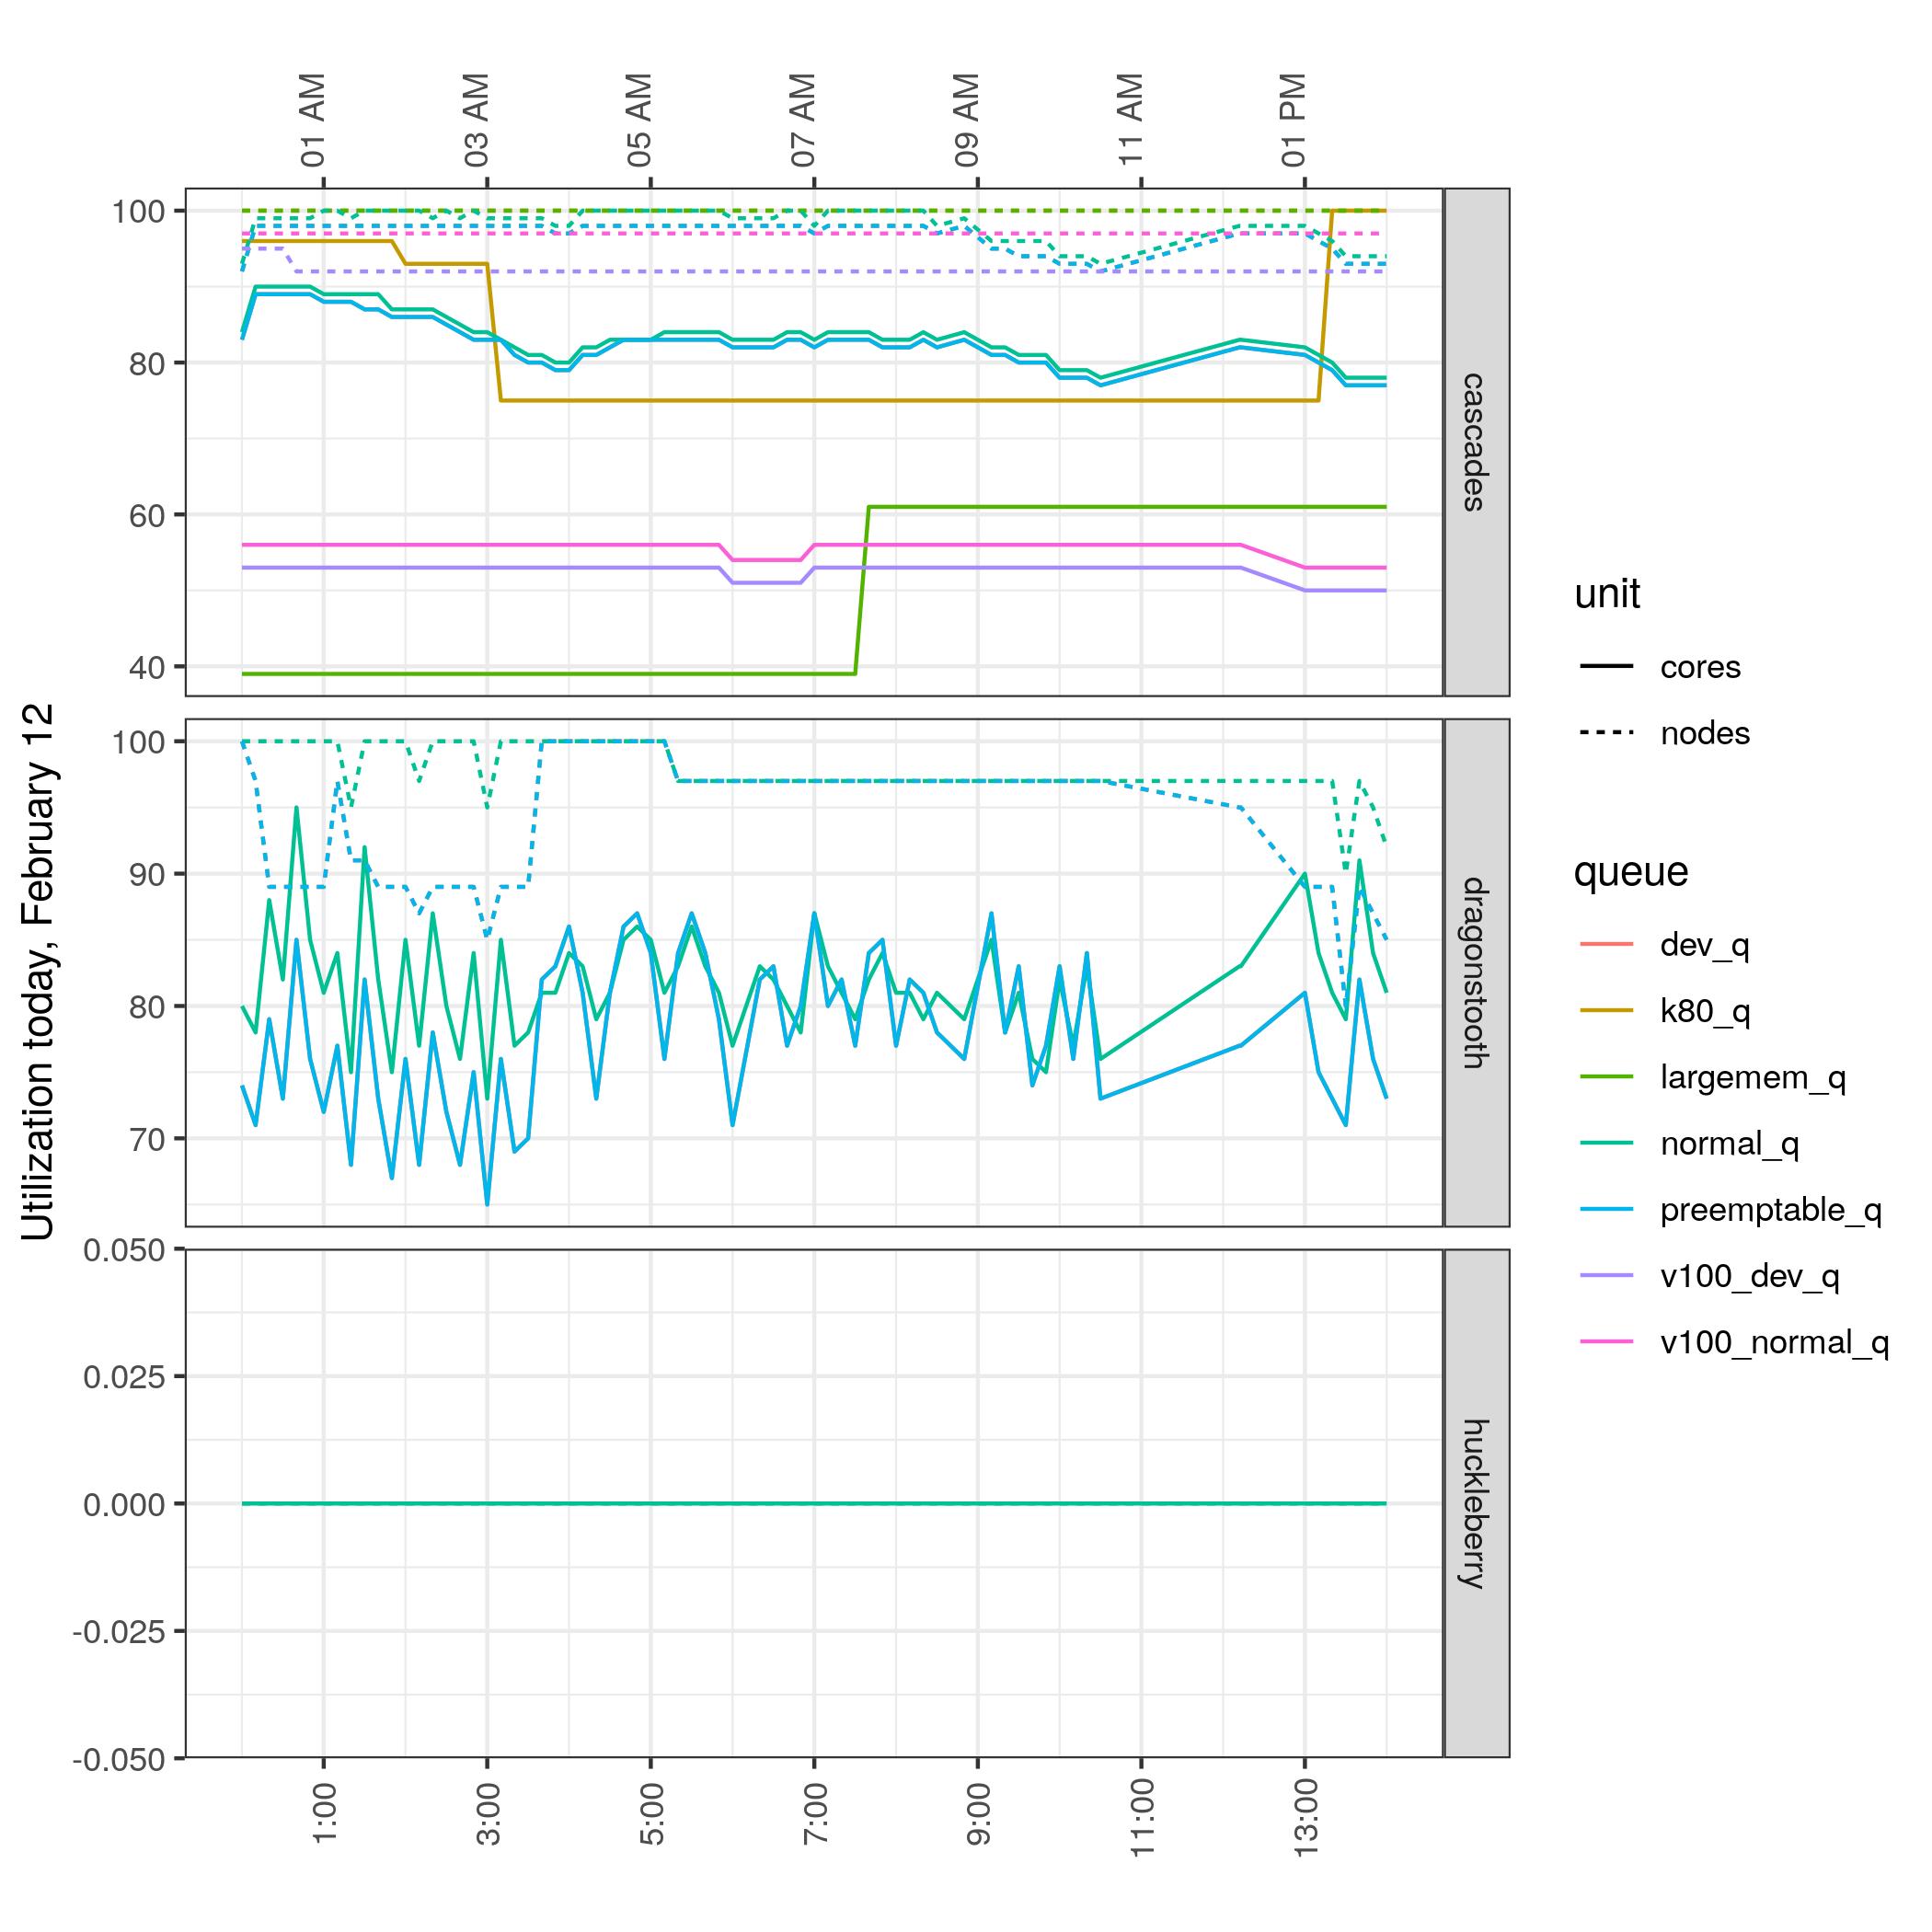 01 AM
03 AM
05 AM
07 AM
09 AM
11 AM
01 PM
Utilization today, February 12
100
80
60
40
cascades
100
90
80
70
dragonstooth
0.050
0.025
0.000
-0.025
-0.050
huckleberry
1:00
3:00
5:00
7:00
9:00
11:00
13:00
unit
cores
nodes
queue
dev_q
k80_q
largemem_q
normal_q
preemptable_q
v100_dev_q
v100_normal_q